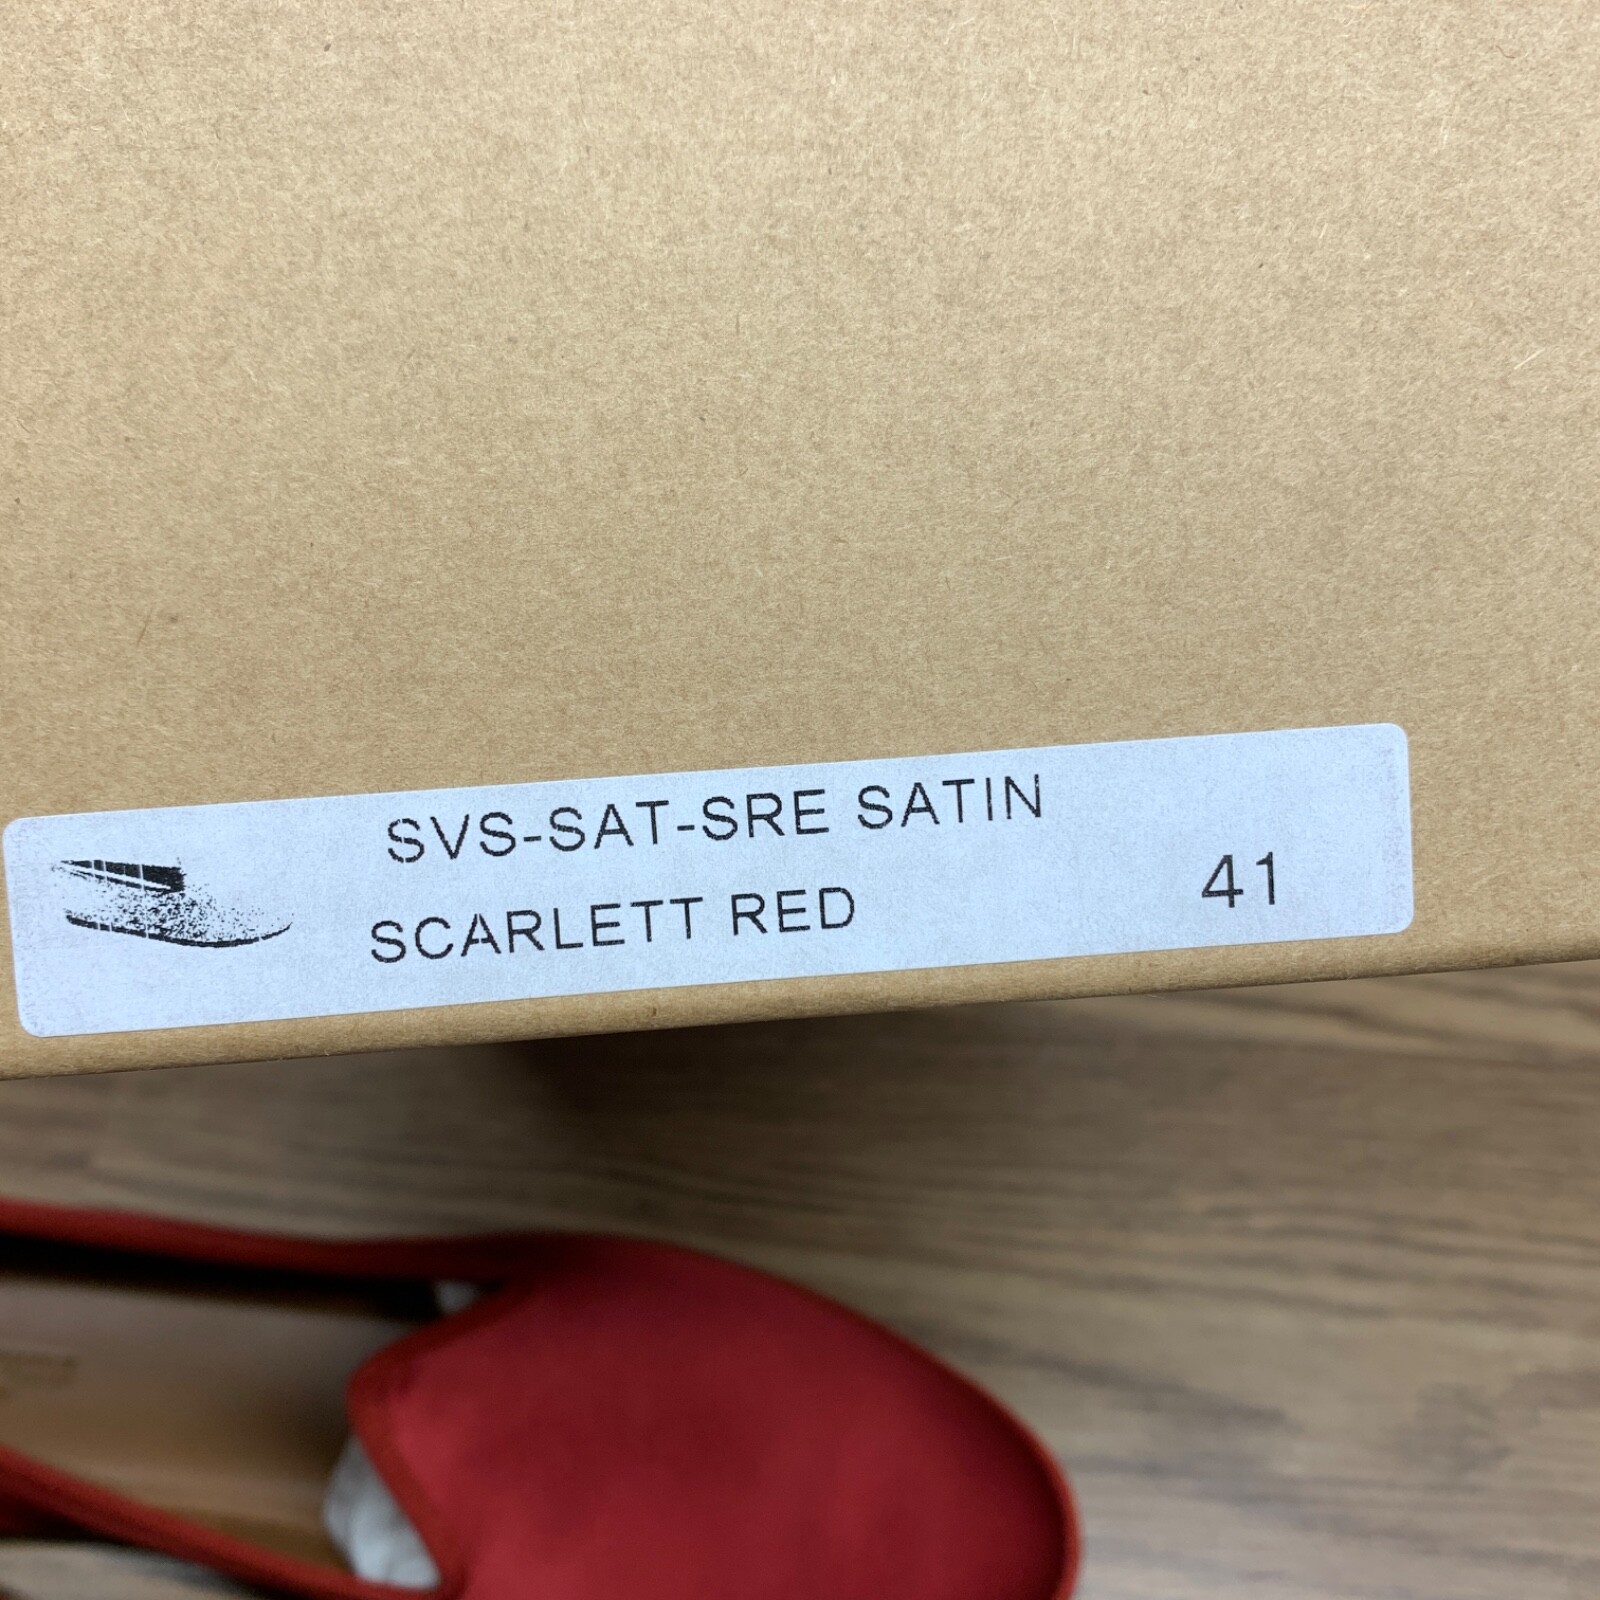 SVS-SAT-SRE SATIN
SCARLETT RED
41